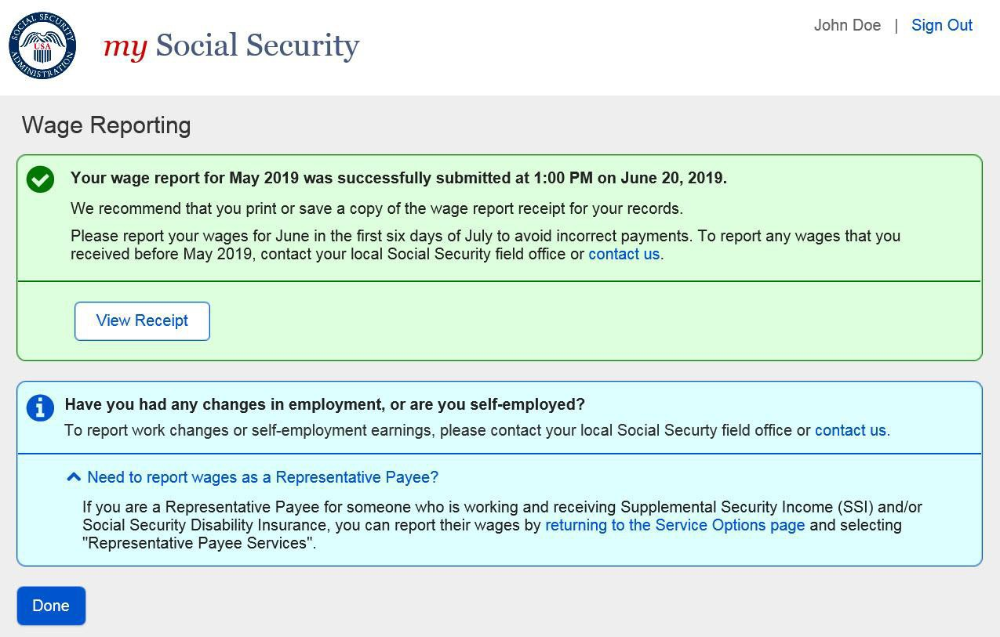 SOCIAL SECURITY ADMINISTRATION
USA
my Social Security
John Doe | Sign Out
Wage Reporting
Your wage report for May 2019 was successfully submitted at 1:00 PM on June 20, 2019.
We recommend that you print or save a copy of the wage report receipt for your records.
Please report your wages for June in the first six days of July to avoid incorrect payments. To report any wages that you
received before May 2019, contact your local Social Security field office or contact us.
View Receipt
Have you had any changes in employment, or are you self-employed?
To report work changes or self-employment earnings, please contact your local Social Securty field office or contact us.
Need to report wages as a Representative Payee?
If you are a Representative Payee for someone who is working and receiving Supplemental Security Income (SSI) and/or
Social Security Disability Insurance, you can report their wages by returning to the Service Options page and selecting
"Representative Payee Services".
Done